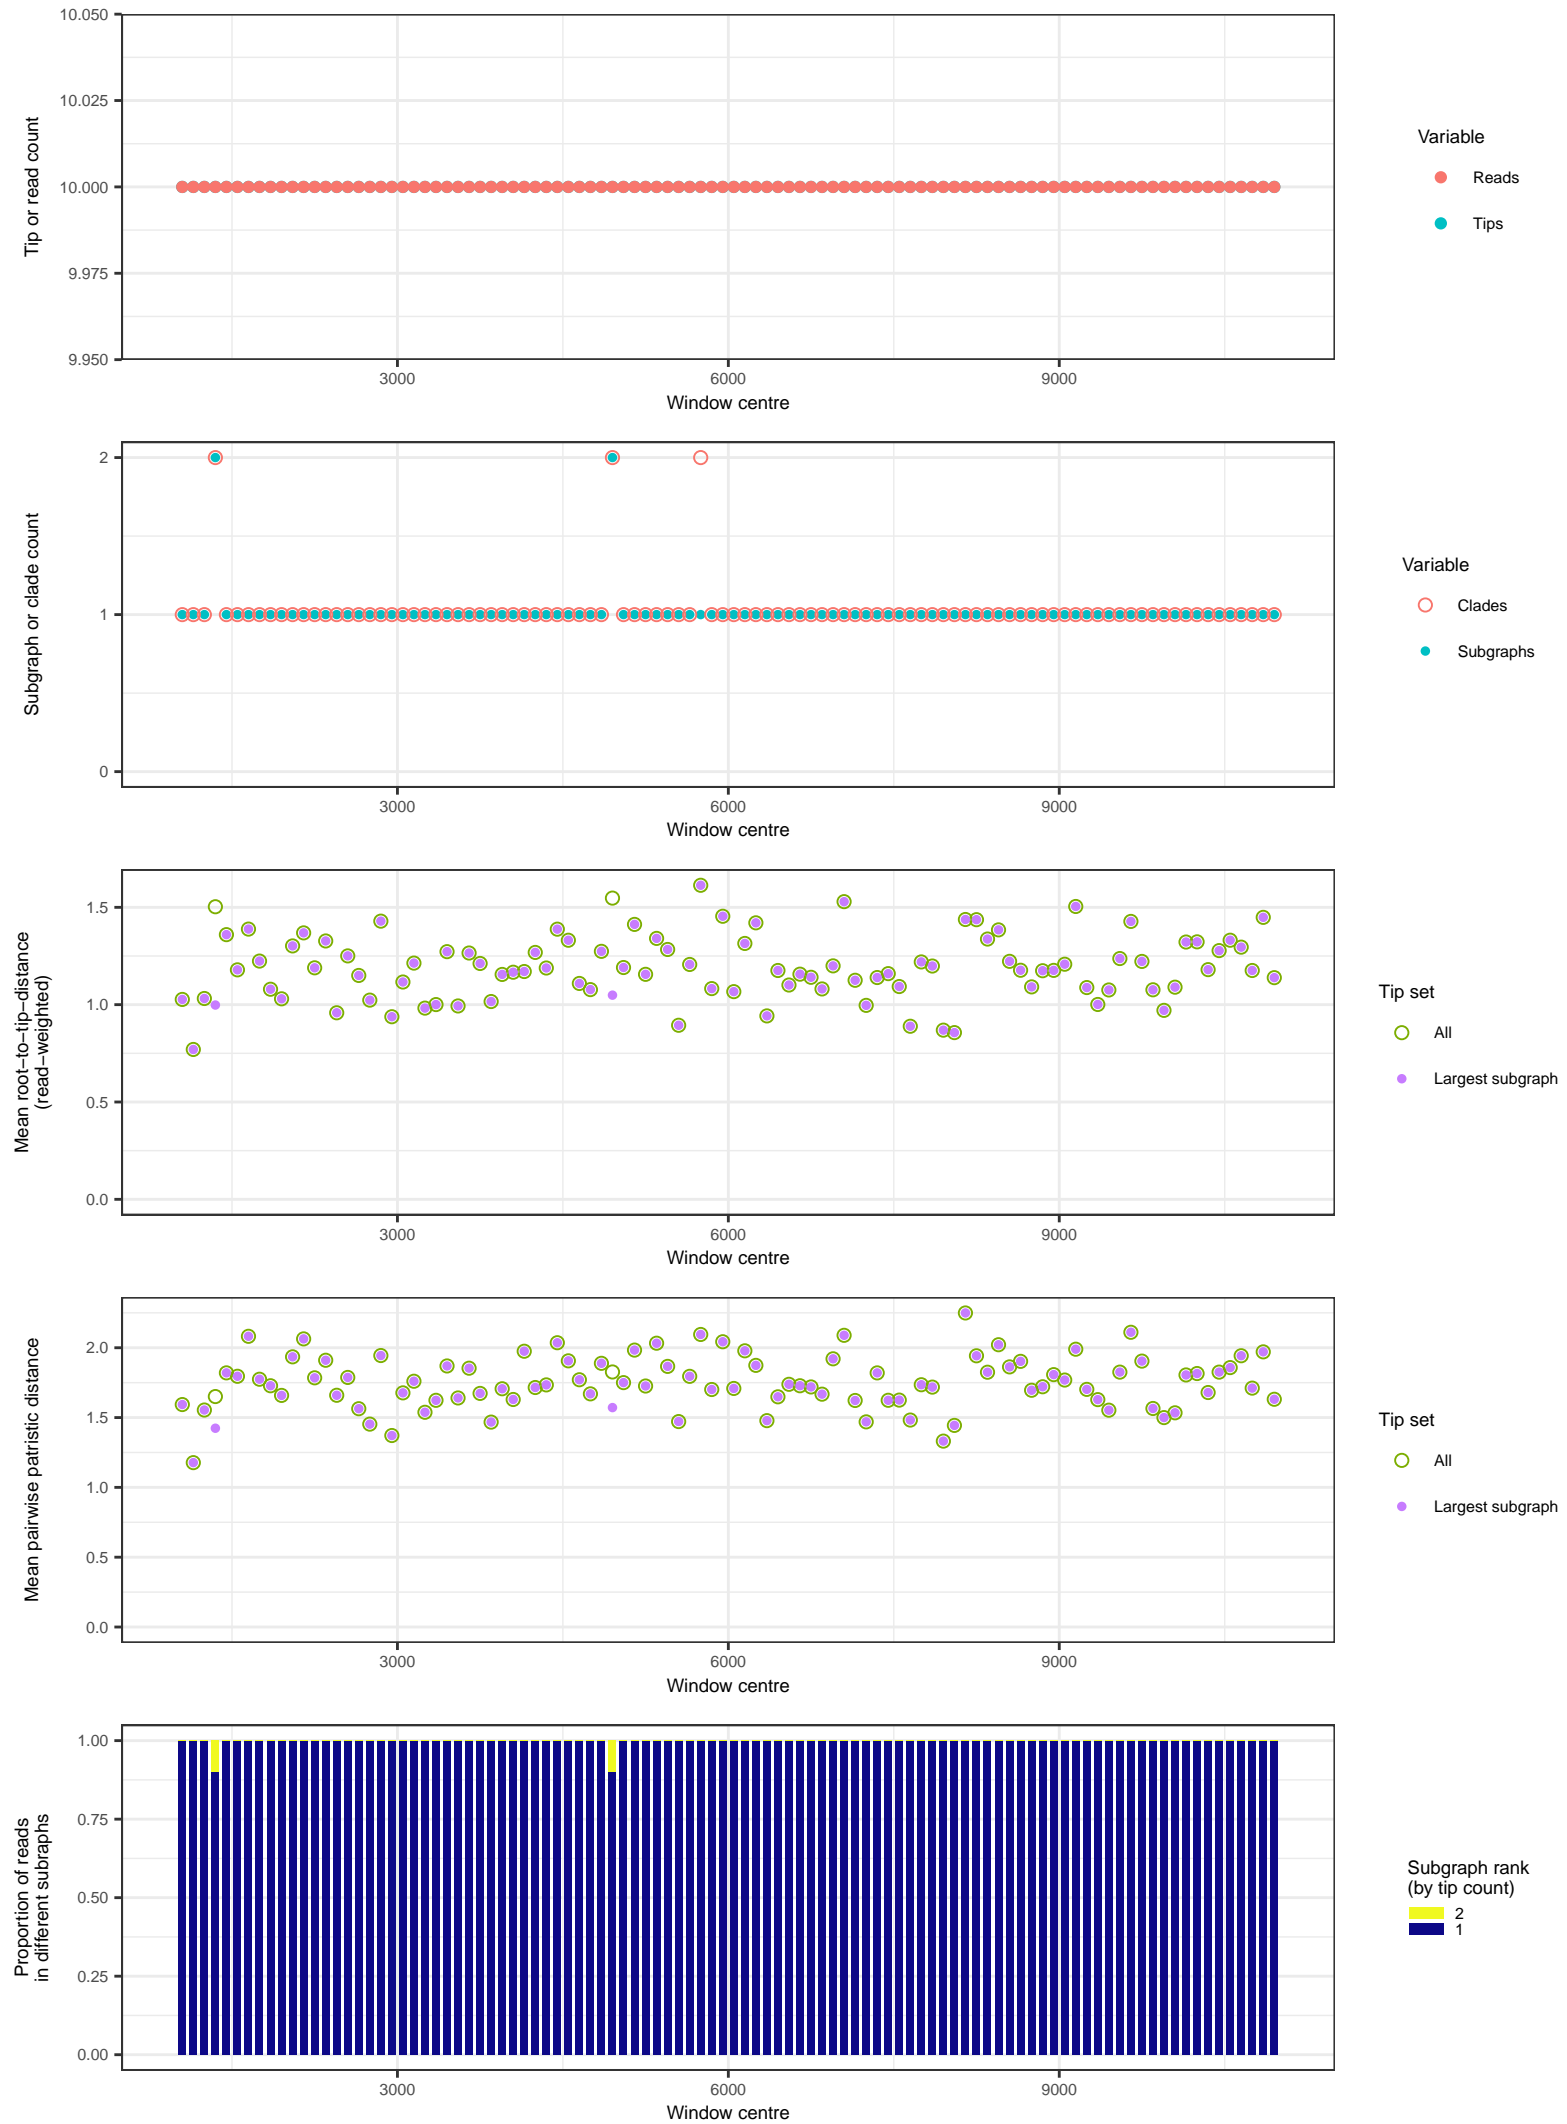 10.050
10.025
10.000
9.975
9.950
Tip or read count
3000 6000 9000
Window centre
Variable
Reads
Tips
2
1
0
Subgraph or clade count
3000 6000 9000
Window centre
Variable
Clades
Subgraphs
1.5
1.0
0.5
0.0
Mean root−to−tip−distance
(read−weighted)
3000 6000 9000
Window centre
Tip set
All
Largest subgraph
2.0
1.5
1.0
0.5
0.0
Mean pairwise patristic distance
3000 6000 9000
Window centre
Tip set
All
Largest subgraph
1.00
0.75
0.50
0.25
0.00
Proportion of reads
in different subraphs
3000 6000 9000
Window centre
Subgraph rank
(by tip count)
2
1